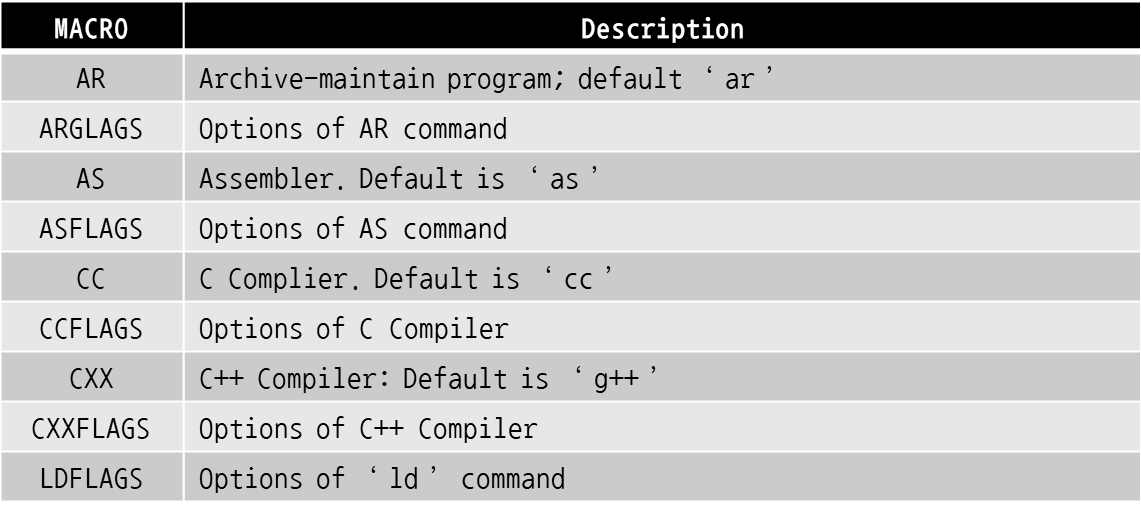 MACRO Description
AR Archive-maintain program; default ‘ar’
ARGLAGS Options of AR command
AS Assembler. Default is ‘as’
ASFLAGS Options of AS command
CC C Complier. Default is ‘cc’
CCFLAGS Options of C Compiler
CXX C++ Compiler: Default is ‘g++’
CXXFLAGS Options of C++ Compiler
LDFLAGS Options of ‘ld’ command